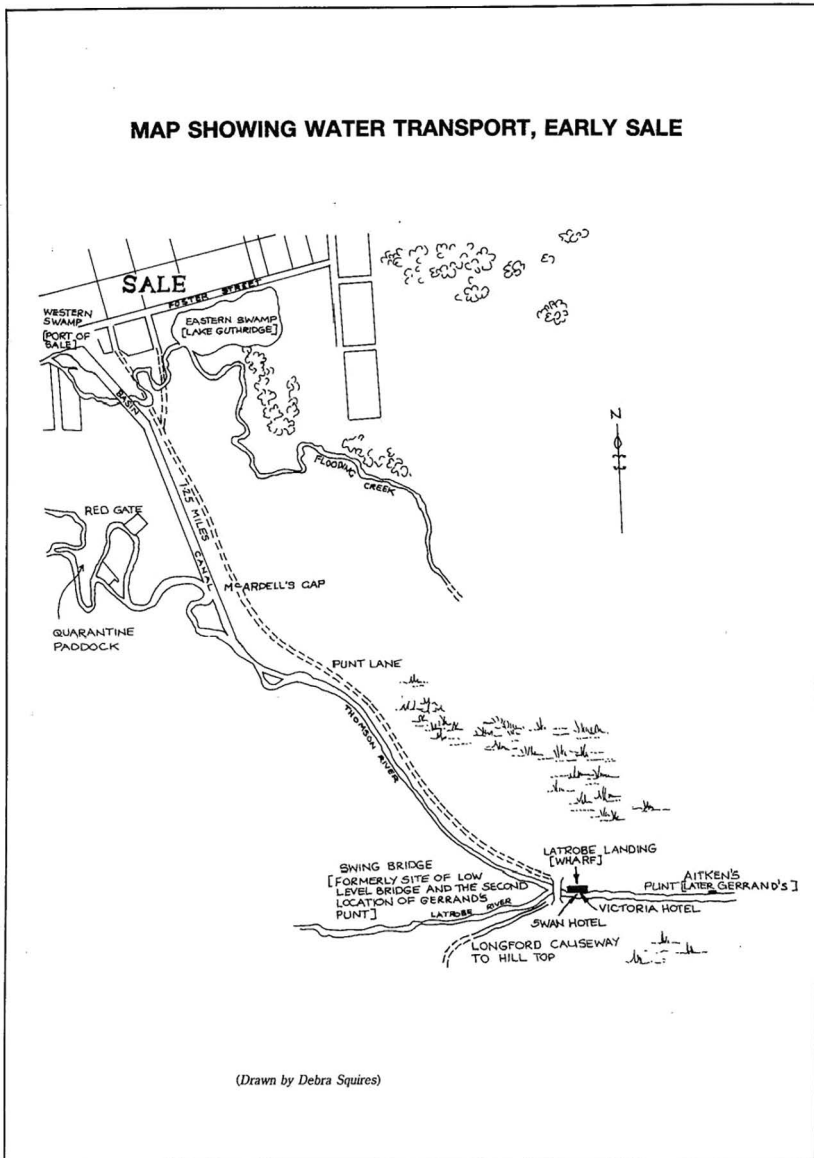 MAP SHOWING WATER TRANSPORT, EARLY SALE
SALE
FOSTER STREET
WESTERN
SWAMP
[PORT OF
SALE]
EASTERN SWAMP
[LAKE GUTHRIDGE]
BASIN
FLOODING
CREEK
N
1·25 MILES
CANAL
RED GATE
McARDELL'S GAP
QUARANTINE
PADDOCK
PUNT LANE
THOMSON RIVER
LATROBE LANDING
[WHARF]
SWING BRIDGE
[FORMERLY SITE OF LOW
LEVEL BRIDGE AND THE SECOND
LOCATION OF GERRAND'S
PUNT]
LATROBE RIVER
AITKEN'S
PUNT [LATER GERRAND'S]
VICTORIA HOTEL
SWAN HOTEL
LONGFORD CAUSEWAY
TO HILL TOP
(Drawn by Debra Squires)